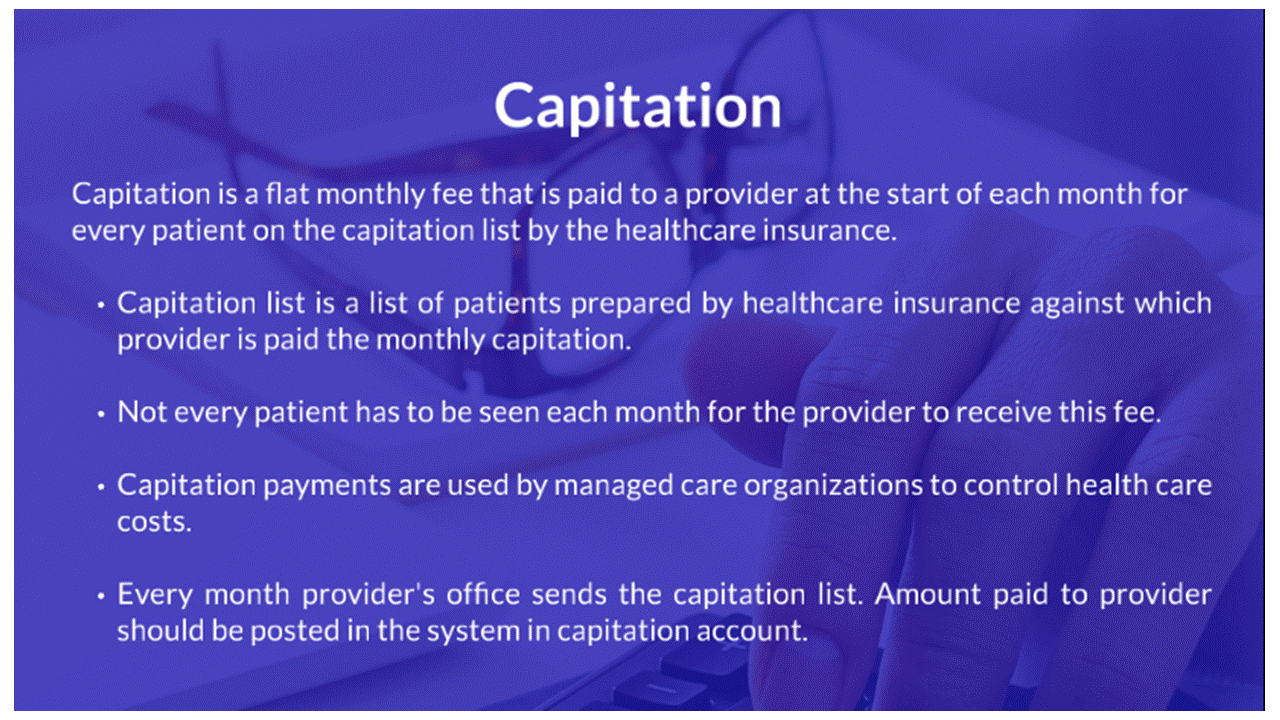 Capitation
Capitation is a flat monthly fee that is paid to a provider at the start of each month for
every patient on the capitation list by the healthcare insurance.
• Capitation list is a list of patients prepared by healthcare insurance against which
provider is paid the monthly capitation.
• Not every patient has to be seen each month for the provider to receive this fee.
• Capitation payments are used by managed care organizations to control health care
costs.
• Every month provider's office sends the capitation list. Amount paid to provider
should be posted in the system in capitation account.